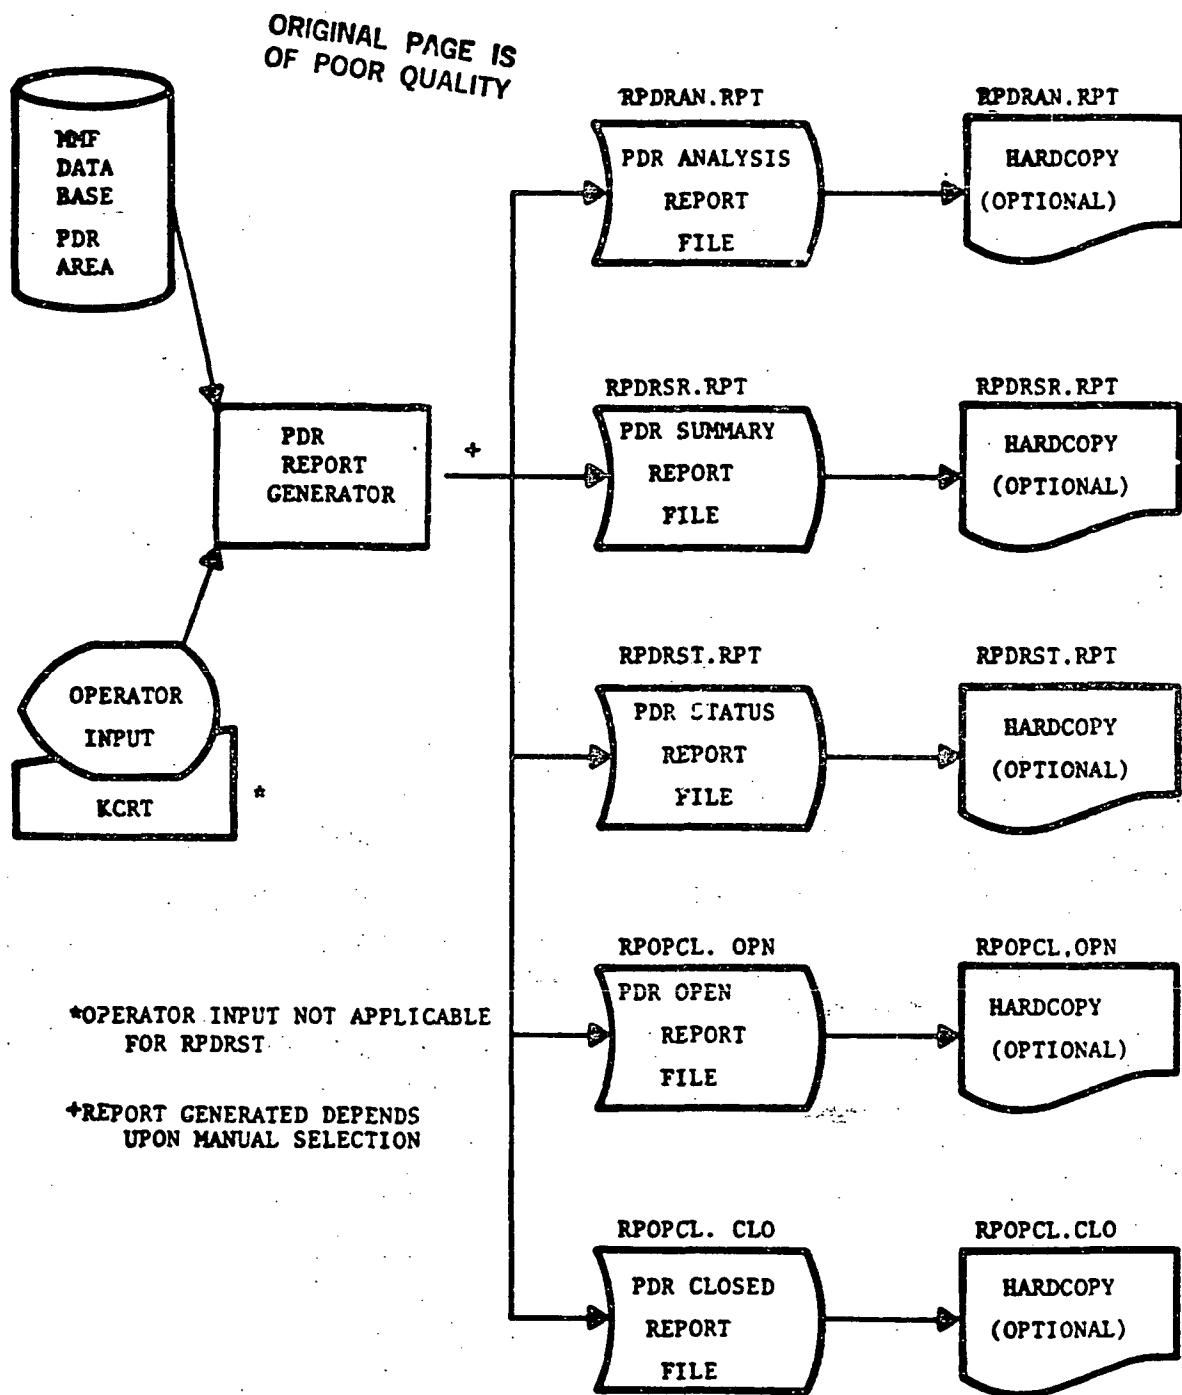 ORIGINAL PAGE IS
OF POOR QUALITY
MMF
DATA
BASE
PDR
AREA
PDR
REPORT
GENERATOR
+
OPERATOR
INPUT
KCRT
*
RPDRAN.RPT
PDR ANALYSIS
REPORT
FILE
RPDRAN.RPT
HARDCOPY
(OPTIONAL)
RPDRSR.RPT
PDR SUMMARY
REPORT
FILE
RPDRSR.RPT
HARDCOPY
(OPTIONAL)
RPDRST.RPT
PDR STATUS
REPORT
FILE
RPDRST.RPT
HARDCOPY
(OPTIONAL)
RPOPCL. OPN
PDR OPEN
REPORT
FILE
RPOPCL.OPN
HARDCOPY
(OPTIONAL)
RPOPCL. CLO
PDR CLOSED
REPORT
FILE
RPOPCL.CLO
HARDCOPY
(OPTIONAL)
*OPERATOR INPUT NOT APPLICABLE
FOR RPDRST
+REPORT GENERATED DEPENDS
UPON MANUAL SELECTION